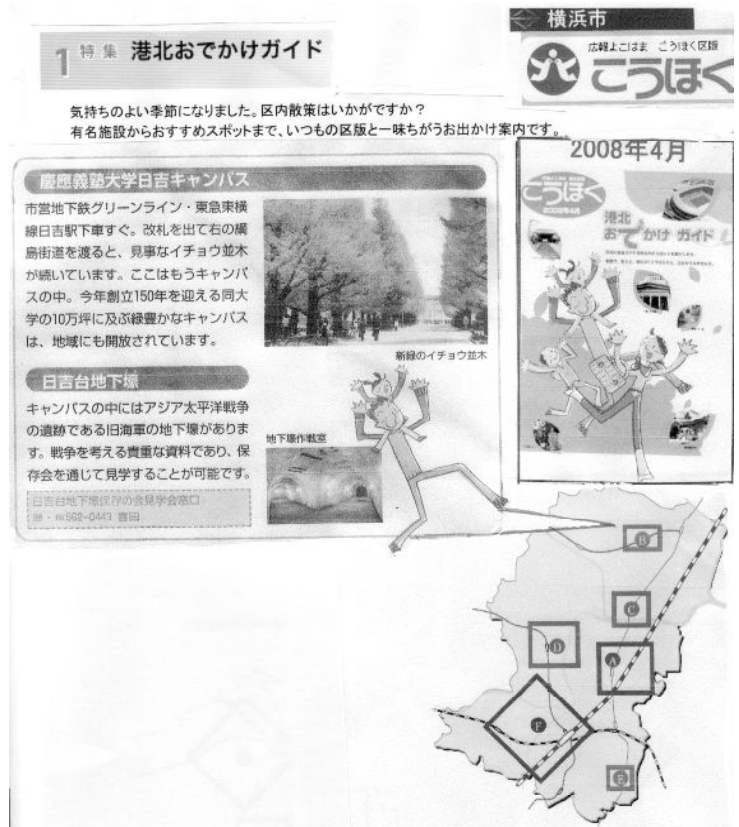 横浜市
広報よこはま こうほく区版
こうほく
1 特集 港北おでかけガイド
気持ちのよい季節になりました。区内散策はいかがですか?
有名施設からおすすめスポットまで、いつもの区版と一味ちがうお出かけ案内です。
慶應義塾大学日吉キャンパス
市営地下鉄グリーンライン・東急東横
線日吉駅下車すぐ。改札を出て右の綱
島街道を渡ると、見事なイチョウ並木
が続いています。ここはもうキャンパ
スの中。今年創立150年を迎える同大
学の10万坪に及ぶ緑豊かなキャンパス
は、地域にも開放されています。
新緑のイチョウ並木
日吉台地下壕
キャンパスの中にはアジア太平洋戦争
の遺跡である旧海軍の地下壕がありま
す。戦争を考える貴重な資料であり、保
存会を通じて見学することが可能です。
日吉台地下壕保存の会見学会窓口
562-0443 喜田
地下壕作戦室
2008年4月
こうほく
2008年4月
港北
おでかけ ガイド
B
C
D
A
F
E